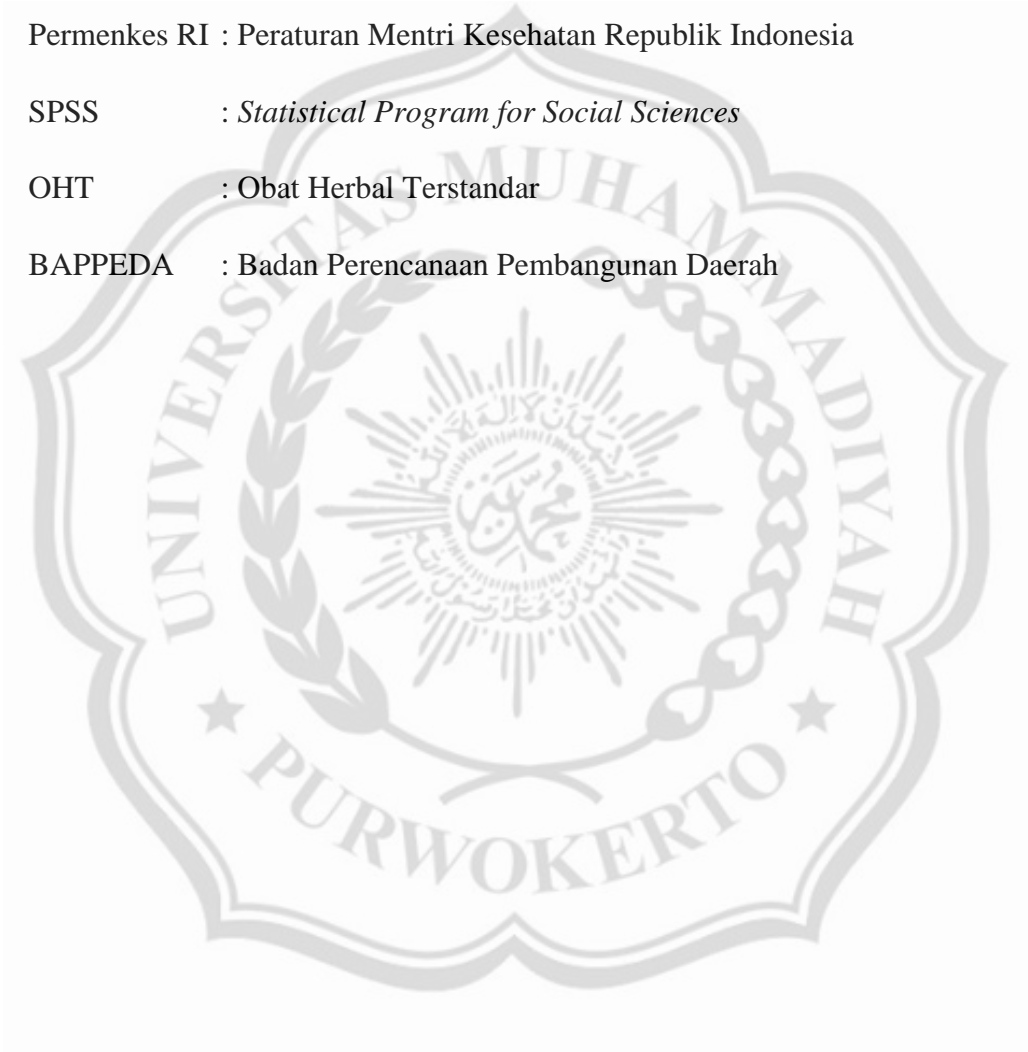 Permenkes RI : Peraturan Mentri Kesehatan Republik Indonesia
SPSS : Statistical Program for Social Sciences
OHT : Obat Herbal Terstandar
BAPPEDA : Badan Perencanaan Pembangunan Daerah
UNIVERSITAS MUHAMMADIYAH
محمد
PURWOKERTO